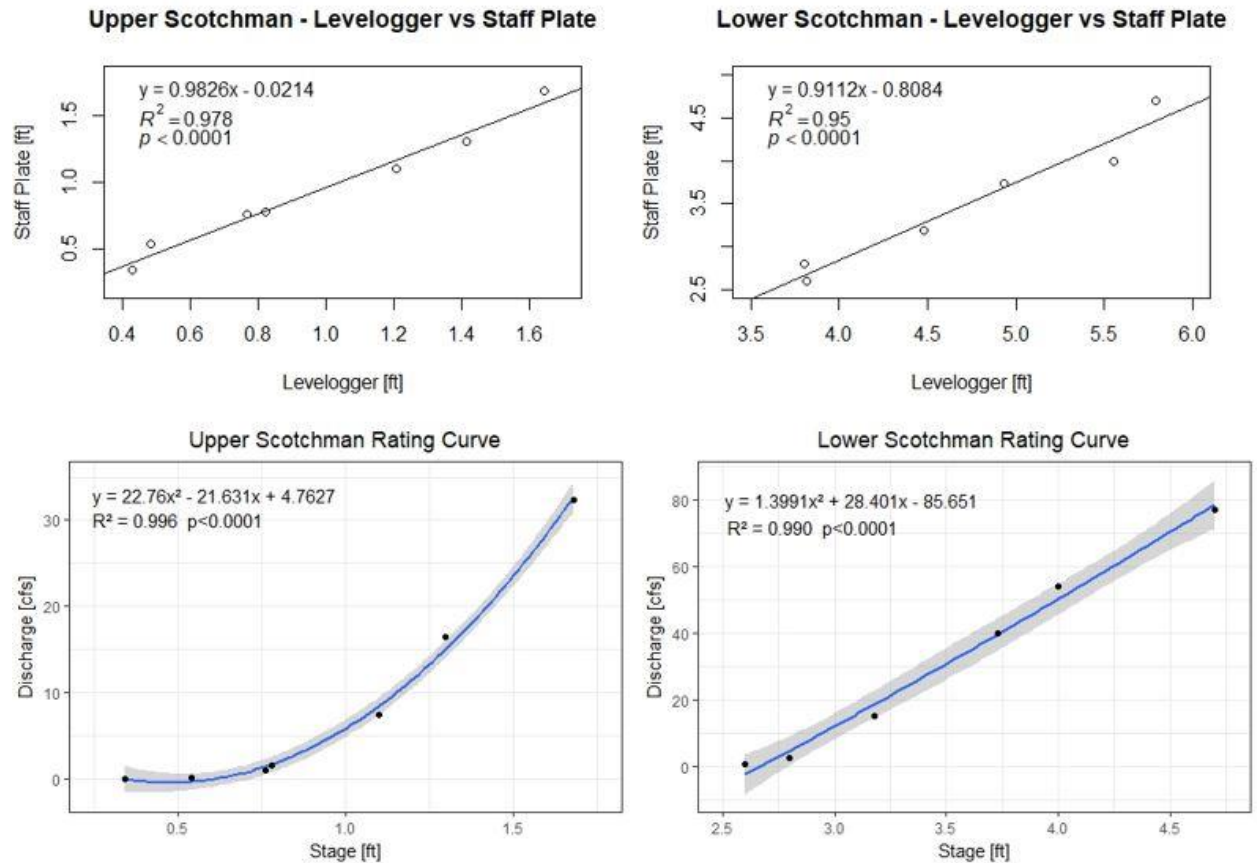 Upper Scotchman - Levelogger vs Staff Plate
y = 0.9826x - 0.0214
R² = 0.978
p < 0.0001
Staff Plate [ft]
1.5
1.0
0.5
0.4 0.6 0.8 1.0 1.2 1.4 1.6
Levelogger [ft]
Lower Scotchman - Levelogger vs Staff Plate
y = 0.9112x - 0.8084
R² = 0.95
p < 0.0001
Staff Plate [ft]
4.5
3.5
2.5
3.5 4.0 4.5 5.0 5.5 6.0
Levelogger [ft]
Upper Scotchman Rating Curve
y = 22.76x² - 21.631x + 4.7627
R² = 0.996 p<0.0001
Discharge [cfs]
30
20
10
0
0.5 1.0 1.5
Stage [ft]
Lower Scotchman Rating Curve
y = 1.3991x² + 28.401x - 85.651
R² = 0.990 p<0.0001
Discharge [cfs]
80
60
40
20
0
2.5 3.0 3.5 4.0 4.5
Stage [ft]